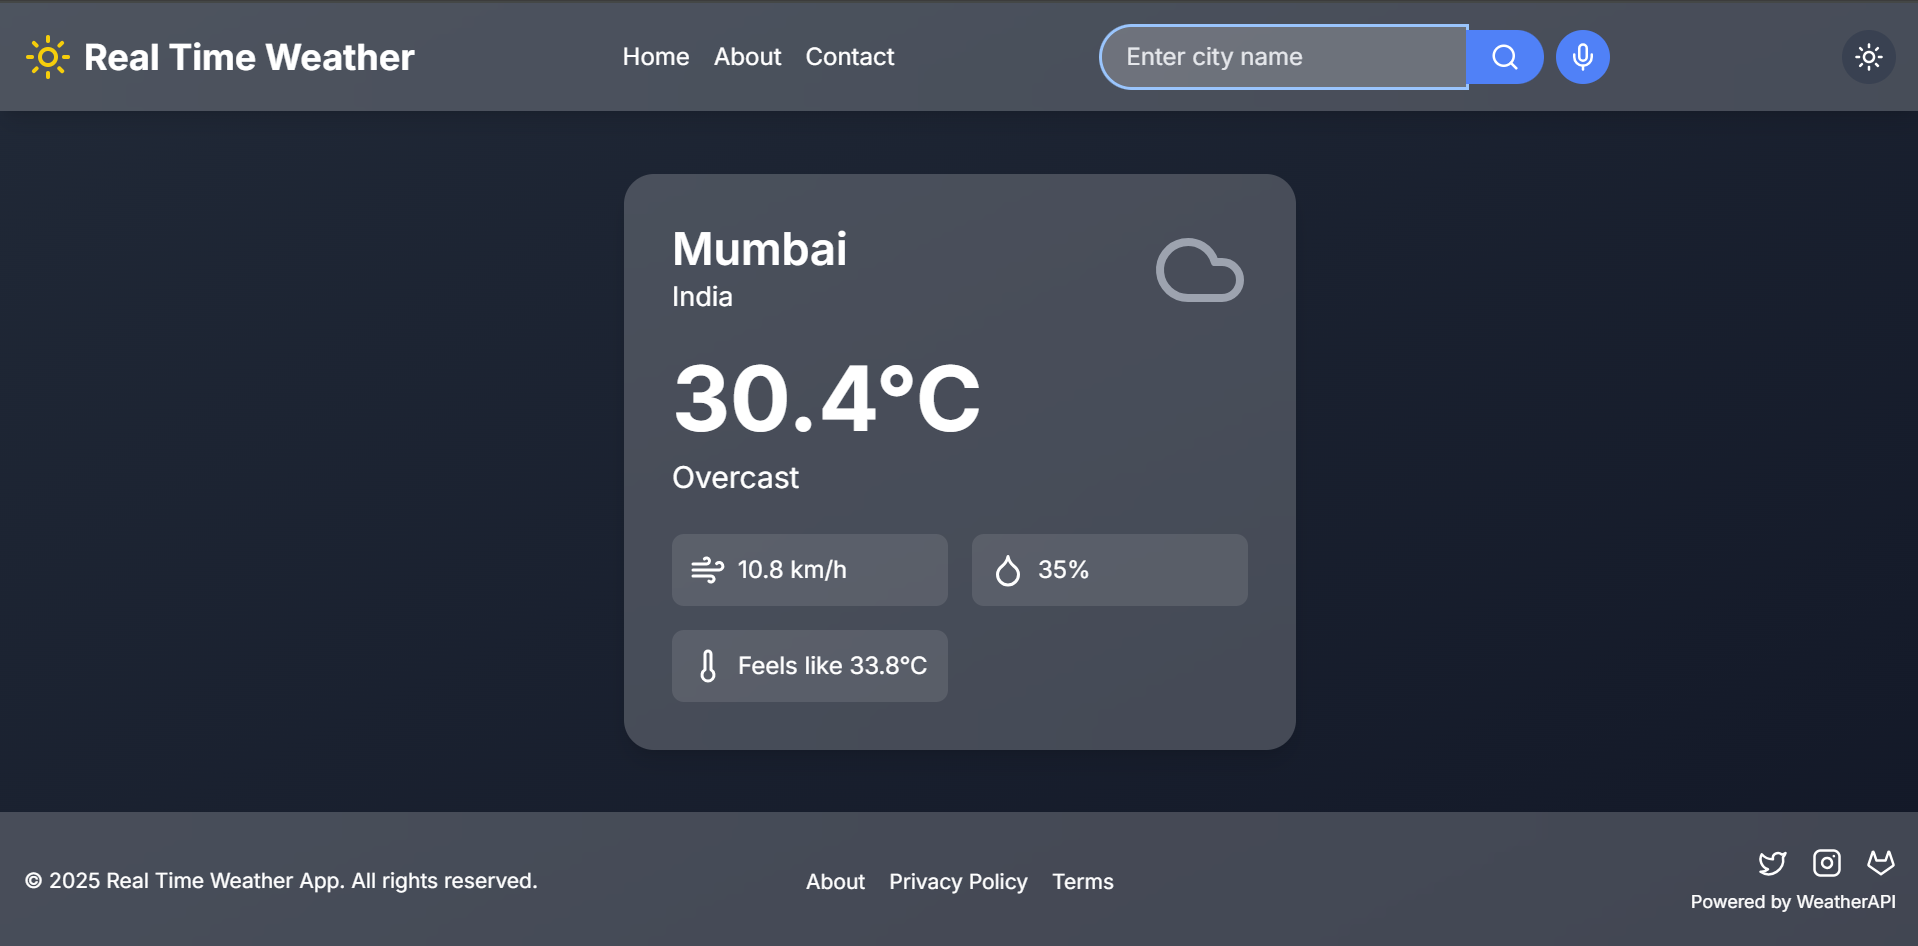 Real Time Weather
Home About Contact
Enter city name
Mumbai
India
30.4°C
Overcast
10.8 km/h
35%
Feels like 33.8°C
© 2025 Real Time Weather App. All rights reserved.
About Privacy Policy Terms
Powered by WeatherAPI